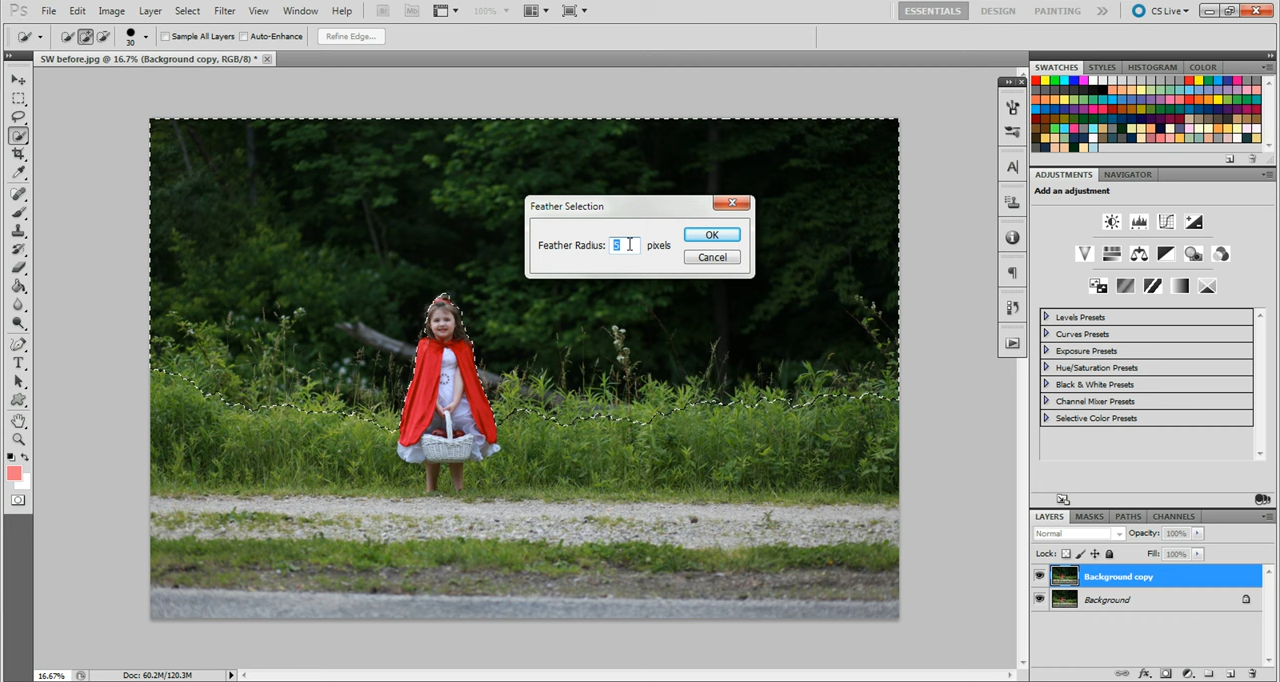 Ps File Edit Image Layer Select Filter View Window Help Br Mb 100% ESSENTIALS DESIGN PAINTING CS Live
30 Sample All Layers Auto-Enhance Refine Edge...
SW before.jpg @ 16.7% (Background copy, RGB/8) *
SWATCHES STYLES HISTOGRAM COLOR
ADJUSTMENTS NAVIGATOR
Add an adjustment
Feather Selection
Feather Radius: 5 pixels
OK
Cancel
Levels Presets
Curves Presets
Exposure Presets
Hue/Saturation Presets
Black & White Presets
Channel Mixer Presets
Selective Color Presets
LAYERS MASKS PATHS CHANNELS
Normal Opacity: 100%
Lock: Fill: 100%
Background copy
Background
16.67% Doc: 60.2M/120.3M